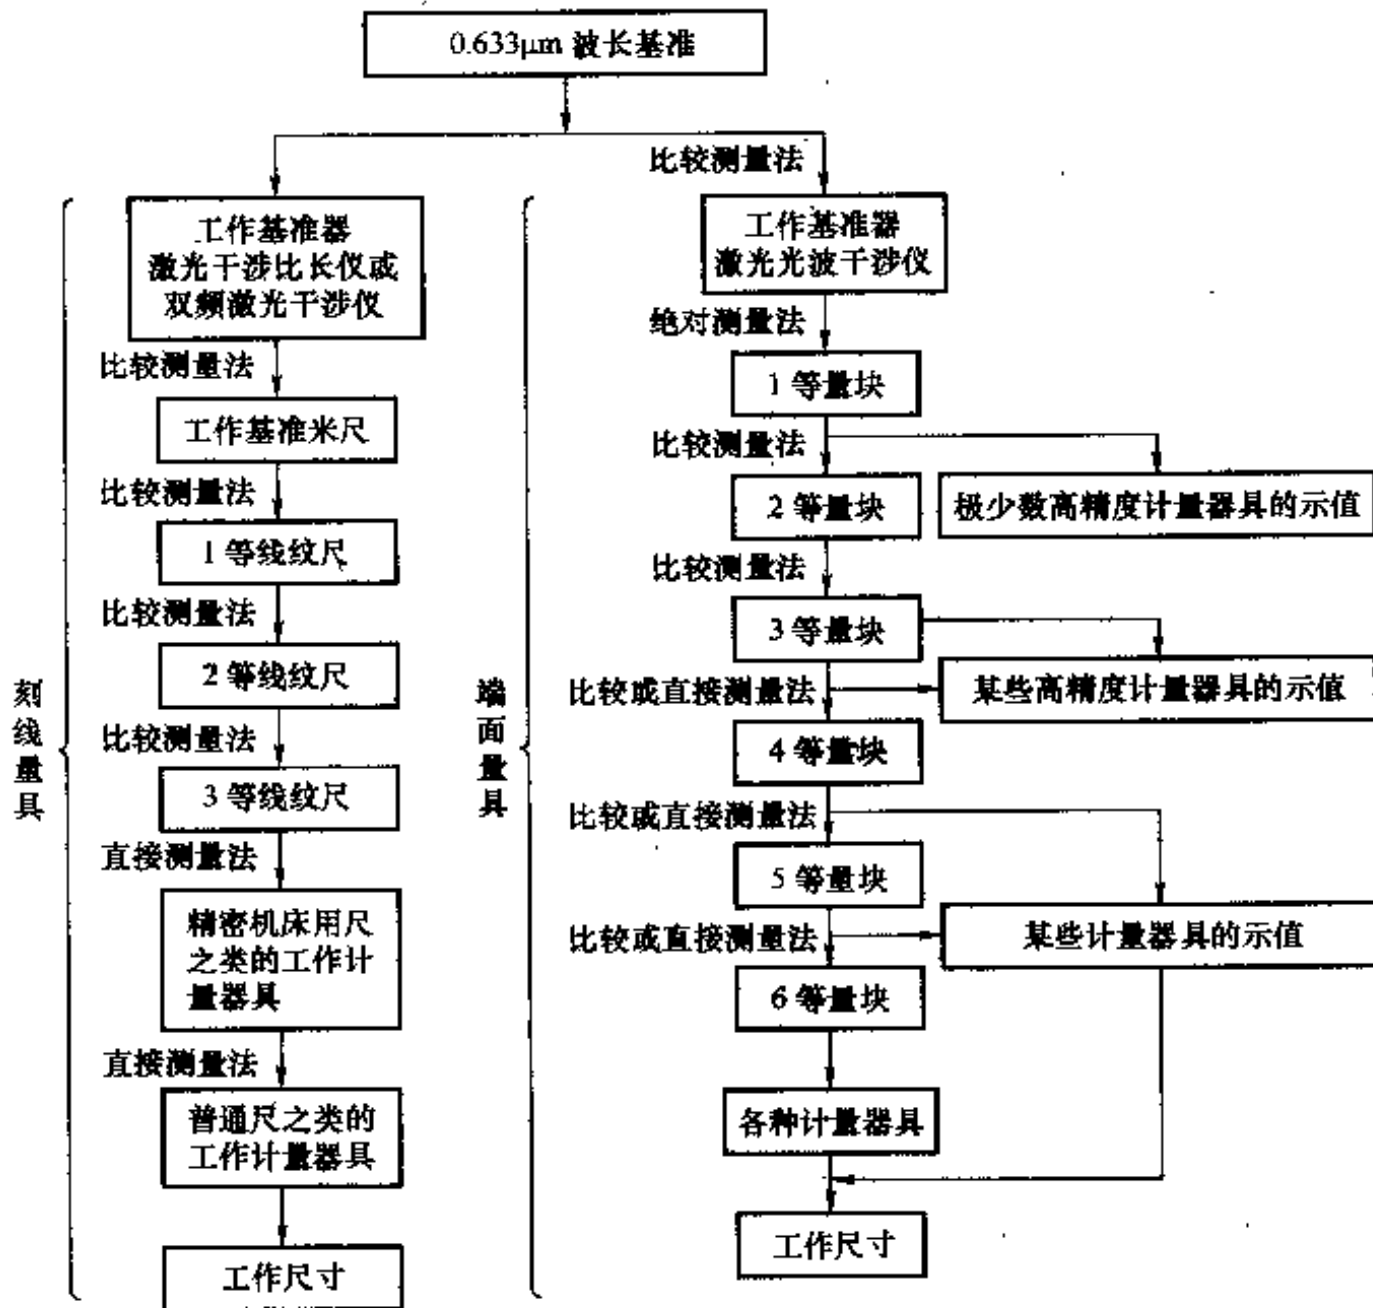 0.633μm 波长基准
刻线量具
工作基准器
激光干涉比长仪或
双频激光干涉仪
比较测量法
工作基准米尺
比较测量法
1 等线纹尺
比较测量法
2 等线纹尺
比较测量法
3 等线纹尺
直接测量法
精密机床用尺
之类的工作计
量器具
直接测量法
普通尺之类的
工作计量器具
工作尺寸
端面量具
比较测量法
工作基准器
激光光波干涉仪
绝对测量法
1 等量块
比较测量法
2 等量块
极少数高精度计量器具的示值
比较测量法
3 等量块
比较或直接测量法
某些高精度计量器具的示值
4 等量块
比较或直接测量法
5 等量块
比较或直接测量法
某些计量器具的示值
6 等量块
各种计量器具
工作尺寸